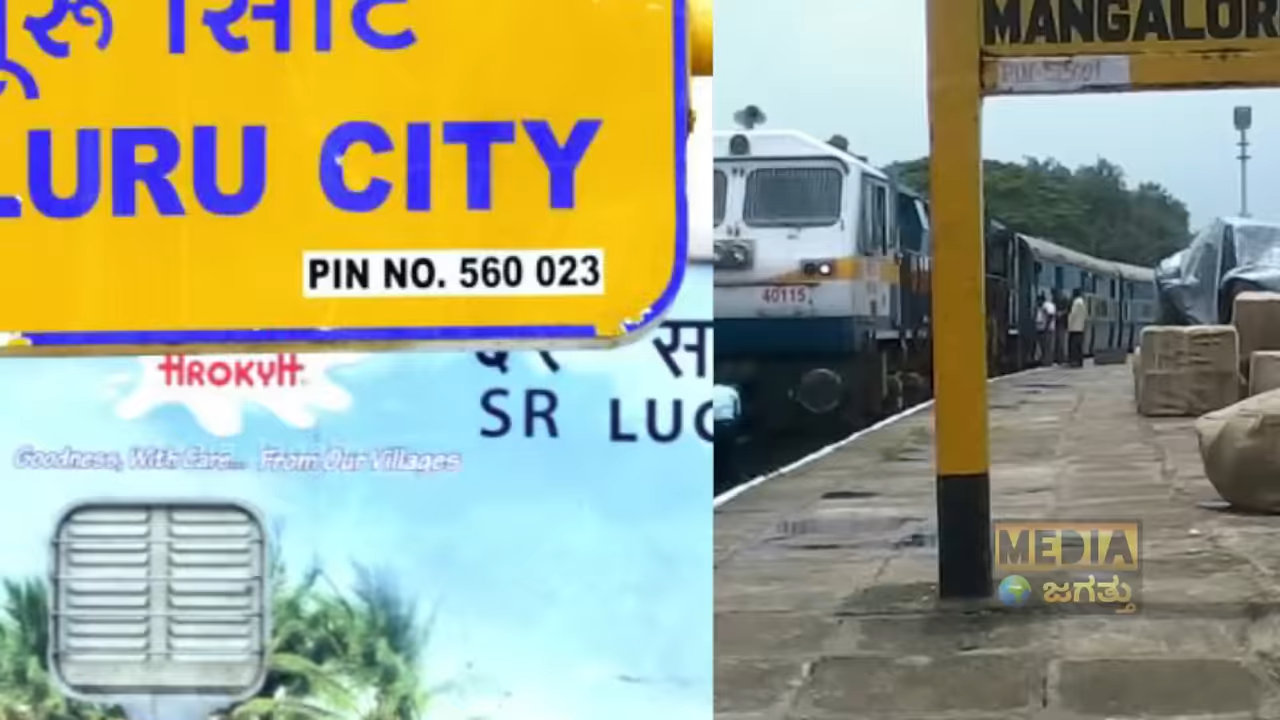 ूरु सिटि
LURU CITY
PIN NO. 560 023
HROKYH
Goodness, With Care... From Our Villages
SR LUC
MANGALOR
40115
MEDIA
ಜಗತ್ತು